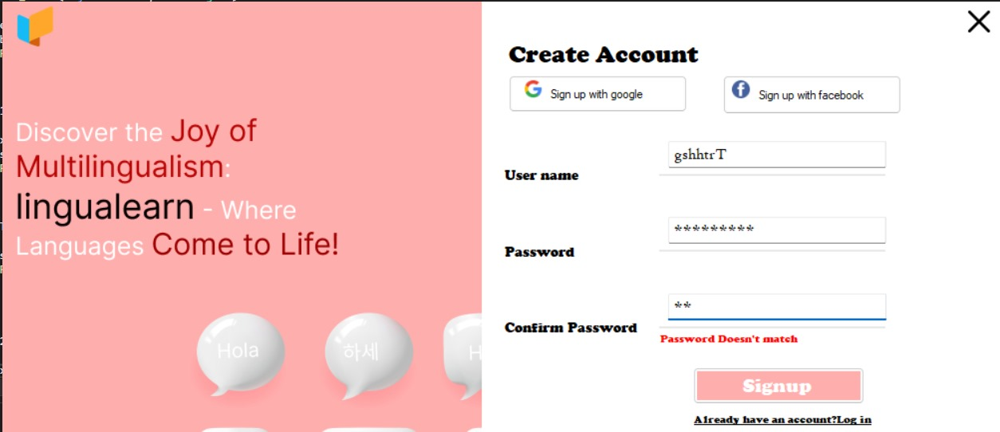 Discover the Joy of
Multilingualism:
lingualearn - Where
Languages Come to Life!
Hola
하세
H
Create Account
Sign up with google
Sign up with facebook
User name
gshhtrT
Password
*********
Confirm Password
**
Password Doesn't match
Signup
Already have an account?Log in